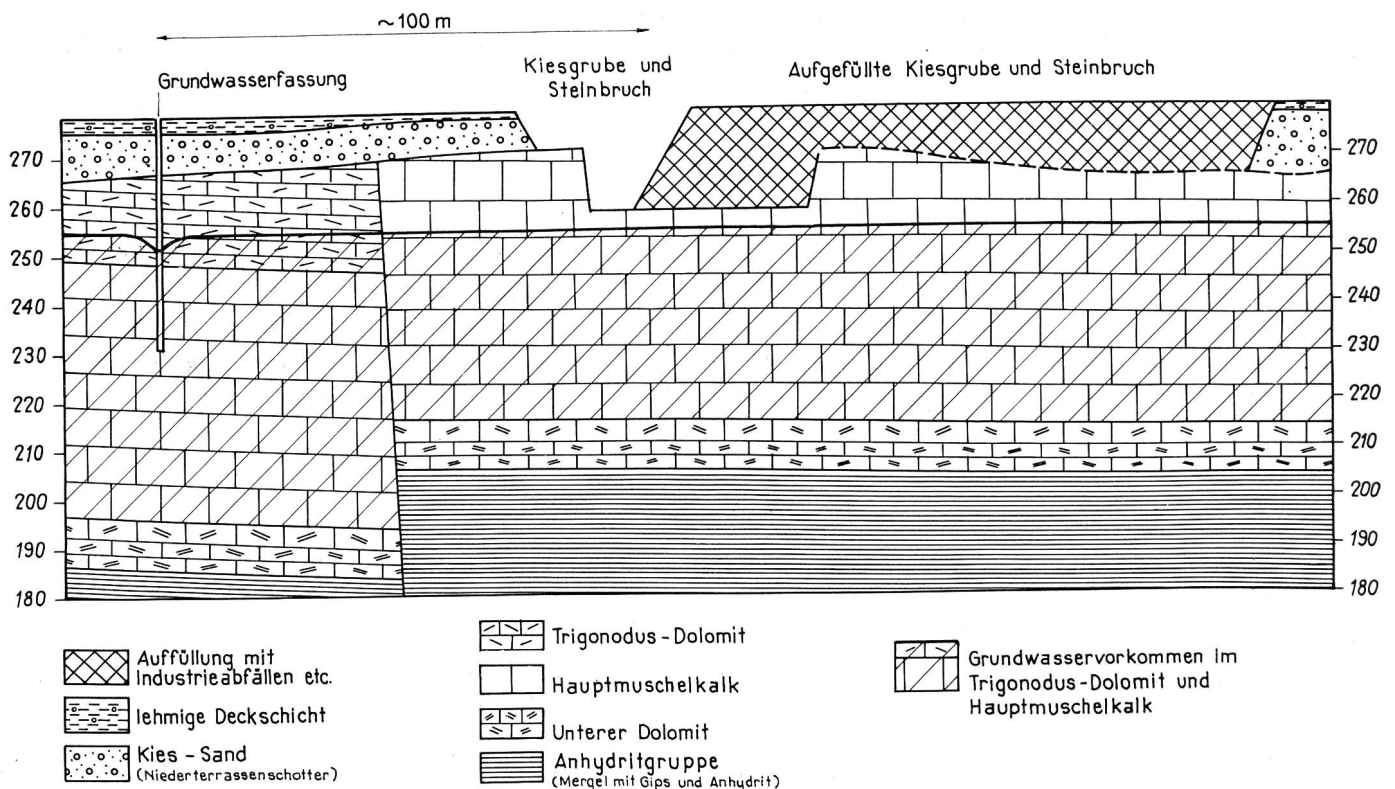 ~100 m
Grundwasserfassung
Kiesgrube und
Steinbruch
Aufgefüllte Kiesgrube und Steinbruch
270
260
250
240
230
220
210
200
190
180
270
260
250
240
230
220
210
200
190
180
Auffüllung mit
Industrieabfällen etc.
lehmige Deckschicht
Kies - Sand
(Niederterrassenschotter)
Trigonodus - Dolomit
Hauptmuschelkalk
Unterer Dolomit
Anhydritgruppe
(Mergel mit Gips und Anhydrit)
Grundwasservorkommen im
Trigonodus-Dolomit und
Hauptmuschelkalk